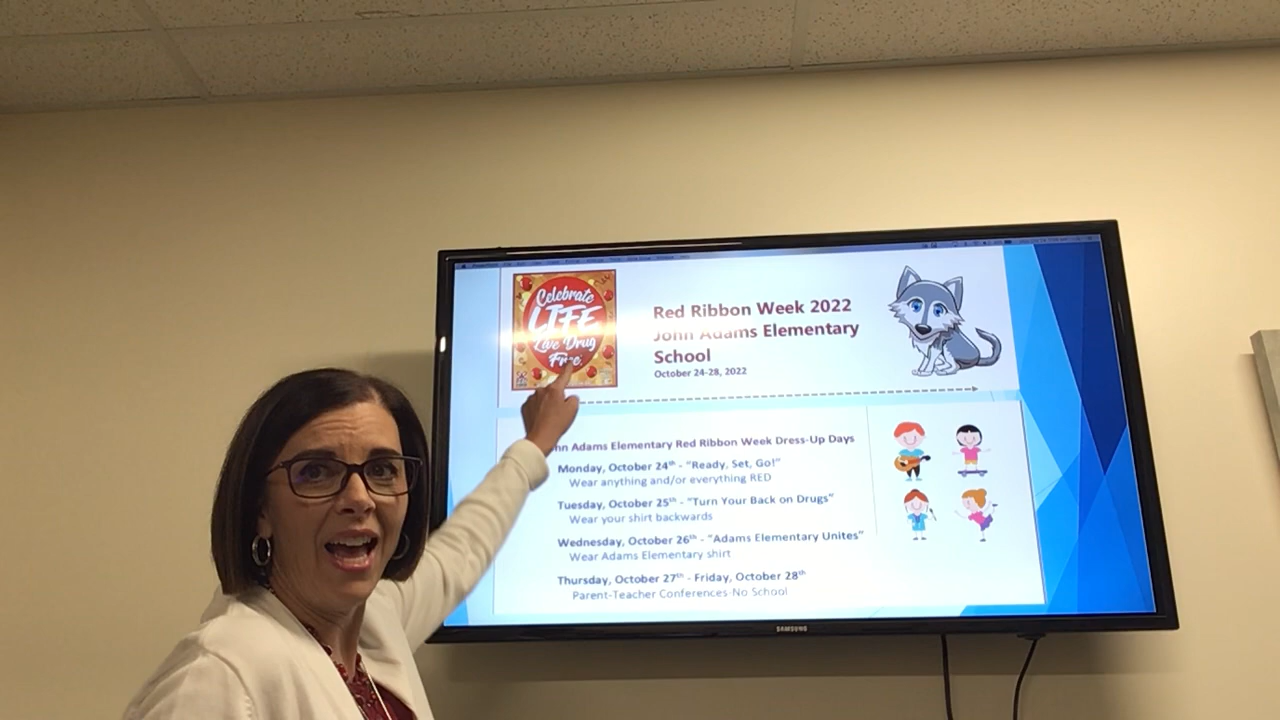 Celebrate
LIFE
Live Drug
Free
Red Ribbon Week 2022
John Adams Elementary
School
October 24-28, 2022
Adams Elementary Red Ribbon Week Dress-Up Days
Monday, October 24th - "Ready, Set, Go!"
Wear anything and/or everything RED
Tuesday, October 25th - "Turn Your Back on Drugs"
Wear your shirt backwards
Wednesday, October 26th - "Adams Elementary Unites"
Wear Adams Elementary shirt
Thursday, October 27th - Friday, October 28th
Parent-Teacher Conferences-No School
SAMSUNG